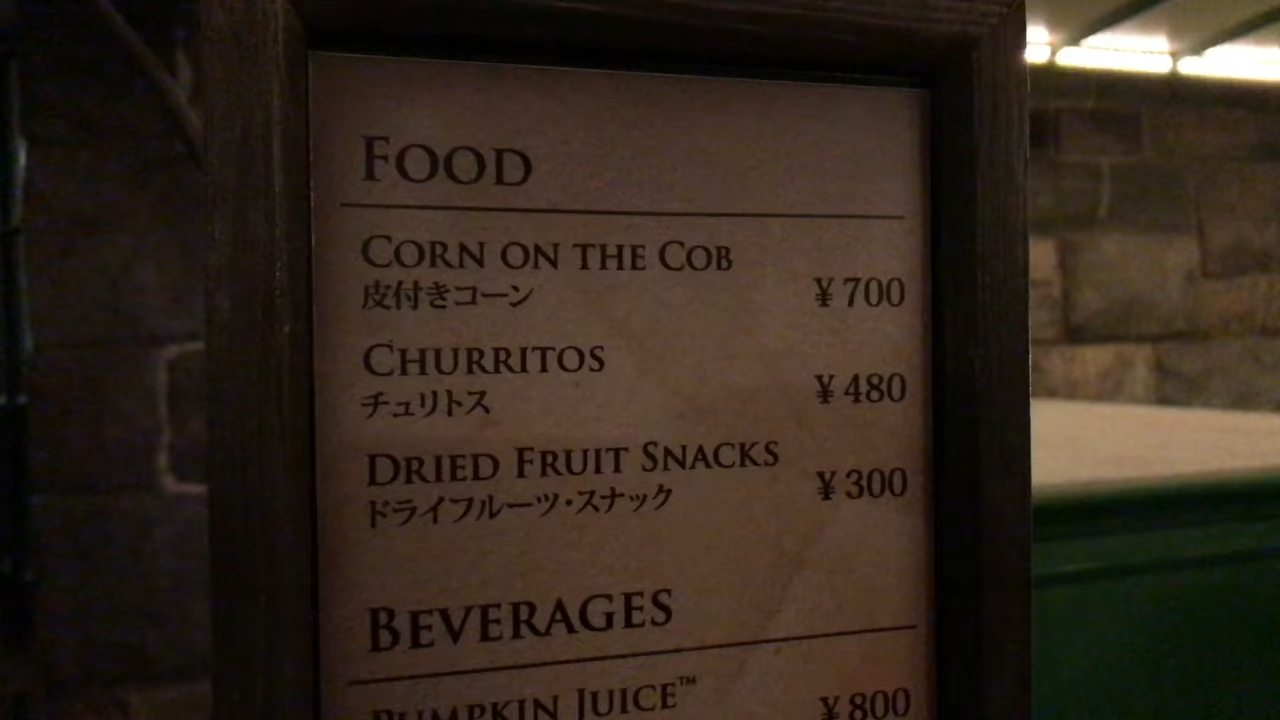 FOOD
CORN ON THE COB
皮付きコーン
¥700
CHURRITOS
チュリトス
¥480
DRIED FRUIT SNACKS
ドライフルーツ・スナック
¥300
BEVERAGES
PUMPKIN JUICE™
¥800